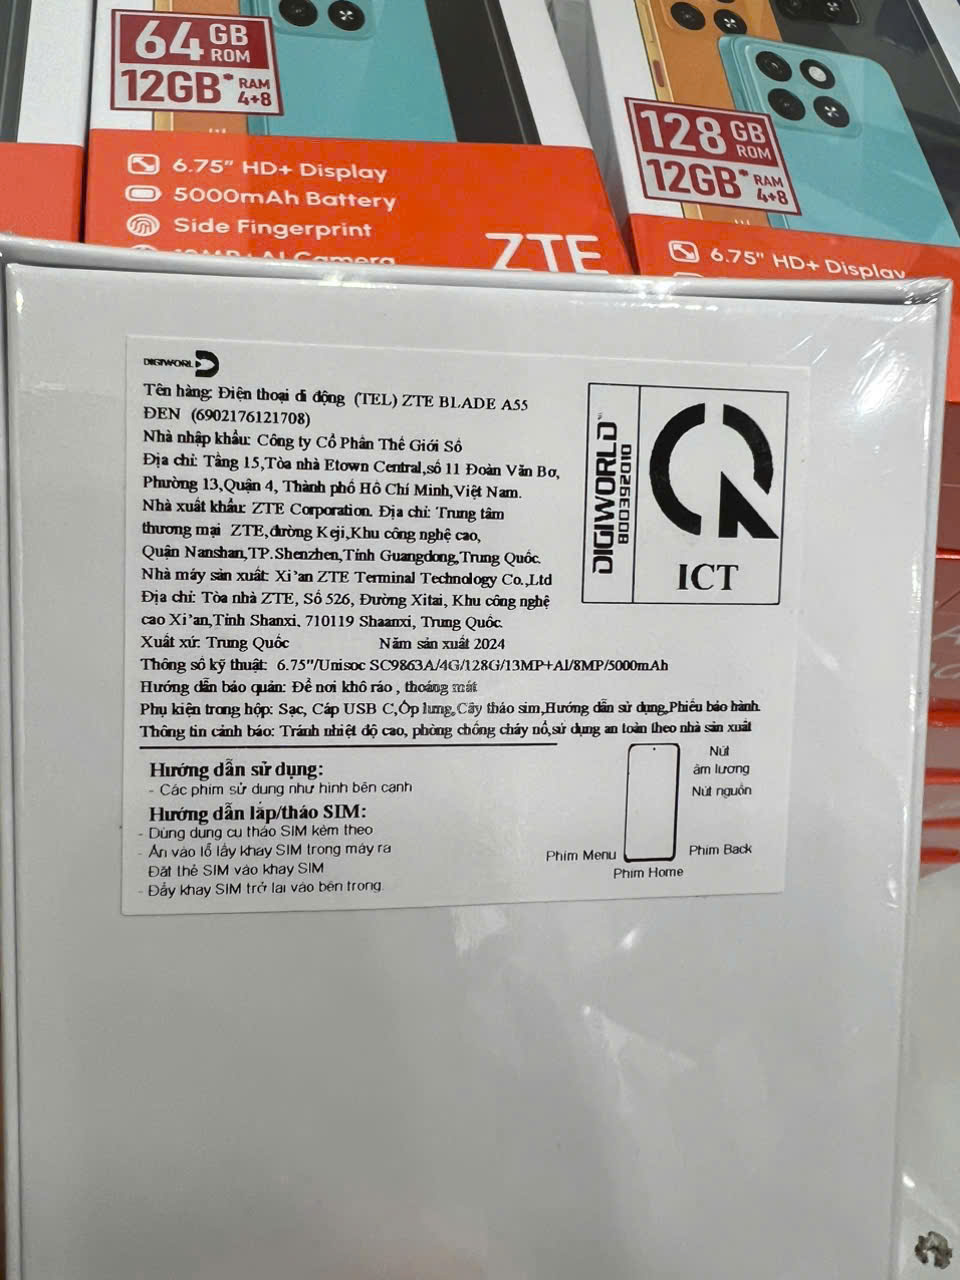 64 GB ROM
12GB* RAM 4+8
6.75" HD+ Display
5000mAh Battery
Side Fingerprint
ZTE
128 GB ROM
12GB* RAM 4+8
6.75" HD+ Display
DIGIWORLD
Tên hàng: Điện thoại di động (TEL) ZTE BLADE A55
ĐEN (6902176121708)
Nhà nhập khẩu: Công ty Cổ Phần Thế Giới Số
Địa chỉ: Tầng 15,Tòa nhà Etown Central,số 11 Đoàn Văn Bơ,
Phường 13,Quận 4, Thành phố Hồ Chí Minh,Việt Nam.
Nhà xuất khẩu: ZTE Corporation. Địa chỉ: Trung tâm
thương mại ZTE,đường Keji,Khu công nghệ cao,
Quận Nanshan,TP.Shenzhen,Tỉnh Guangdong,Trung Quốc.
Nhà máy sản xuất: Xi'an ZTE Terminal Technology Co.,Ltd
Địa chỉ: Tòa nhà ZTE, Số 526, Đường Xitai, Khu công nghệ
cao Xi'an,Tỉnh Shanxi. 710119 Shaanxi, Trung Quốc.
Xuất xứ: Trung Quốc Năm sản xuất 2024
Thông số kỹ thuật: 6.75"/Unisoc SC9863A/4G/128G/13MP+AI/8MP/5000mAh
Hướng dẫn bảo quản: Để nơi khô ráo , thoáng mát
Phụ kiện trong hộp: Sạc, Cáp USB C,Ốp lưng,Cây tháo sim,Hướng dẫn sử dụng,Phiếu bảo hành.
Thông tin cảnh báo: Tránh nhiệt độ cao, phòng chống cháy nổ,sử dụng an toàn theo nhà sản xuất
DIGIWORLD
B00352010
ICT
Hướng dẫn sử dụng:
- Các phím sử dụng như hình bên cạnh
Hướng dẫn lắp/tháo SIM:
- Dùng dụng cụ tháo SIM kèm theo
- Ấn vào lỗ lấy khay SIM trong máy ra
Đặt thẻ SIM vào khay SIM
- Đẩy khay SIM trở lại vào bên trong.
Nút
âm lượng
Nút nguồn
Phím Menu
Phím Back
Phím Home